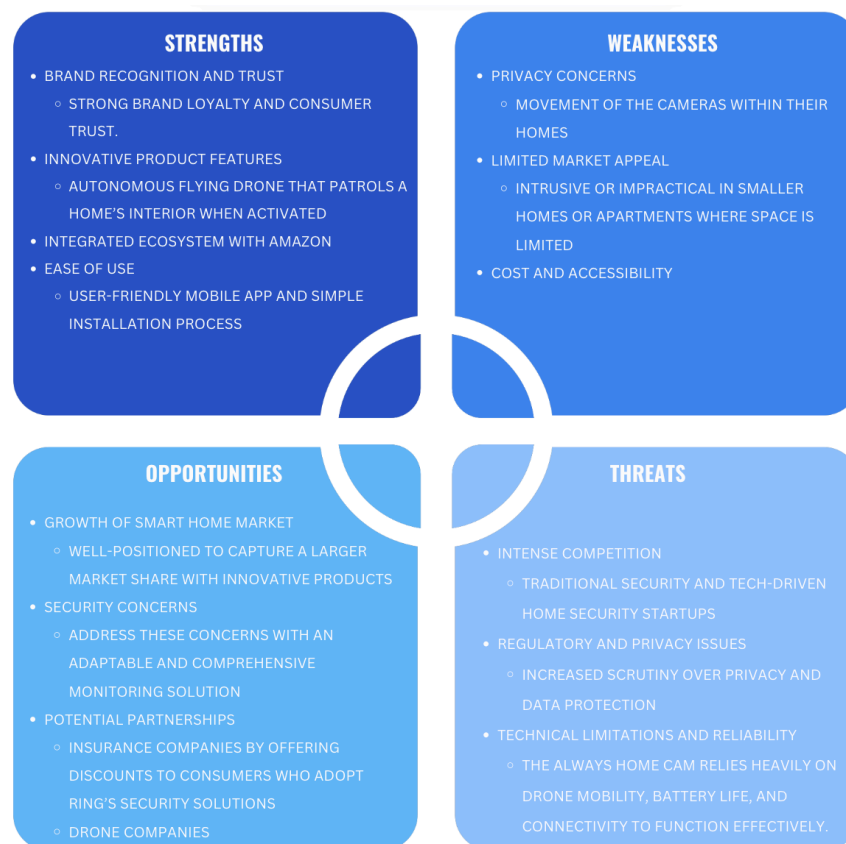 STRENGTHS
• BRAND RECOGNITION AND TRUST
○ STRONG BRAND LOYALTY AND CONSUMER
TRUST.
• INNOVATIVE PRODUCT FEATURES
○ AUTONOMOUS FLYING DRONE THAT PATROLS A
HOME'S INTERIOR WHEN ACTIVATED
• INTEGRATED ECOSYSTEM WITH AMAZON
• EASE OF USE
○ USER-FRIENDLY MOBILE APP AND SIMPLE
INSTALLATION PROCESS
WEAKNESSES
• PRIVACY CONCERNS
○ MOVEMENT OF THE CAMERAS WITHIN THEIR
HOMES
• LIMITED MARKET APPEAL
○ INTRUSIVE OR IMPRACTICAL IN SMALLER
HOMES OR APARTMENTS WHERE SPACE IS
LIMITED
• COST AND ACCESSIBILITY
OPPORTUNITIES
• GROWTH OF SMART HOME MARKET
○ WELL-POSITIONED TO CAPTURE A LARGER
MARKET SHARE WITH INNOVATIVE PRODUCTS
• SECURITY CONCERNS
○ ADDRESS THESE CONCERNS WITH AN
ADAPTABLE AND COMPREHENSIVE
MONITORING SOLUTION
• POTENTIAL PARTNERSHIPS
○ INSURANCE COMPANIES BY OFFERING
DISCOUNTS TO CONSUMERS WHO ADOPT
RING'S SECURITY SOLUTIONS
○ DRONE COMPANIES
THREATS
• INTENSE COMPETITION
○ TRADITIONAL SECURITY AND TECH-DRIVEN
HOME SECURITY STARTUPS
• REGULATORY AND PRIVACY ISSUES
○ INCREASED SCRUTINY OVER PRIVACY AND
DATA PROTECTION
• TECHNICAL LIMITATIONS AND RELIABILITY
○ THE ALWAYS HOME CAM RELIES HEAVILY ON
DRONE MOBILITY, BATTERY LIFE, AND
CONNECTIVITY TO FUNCTION EFFECTIVELY.